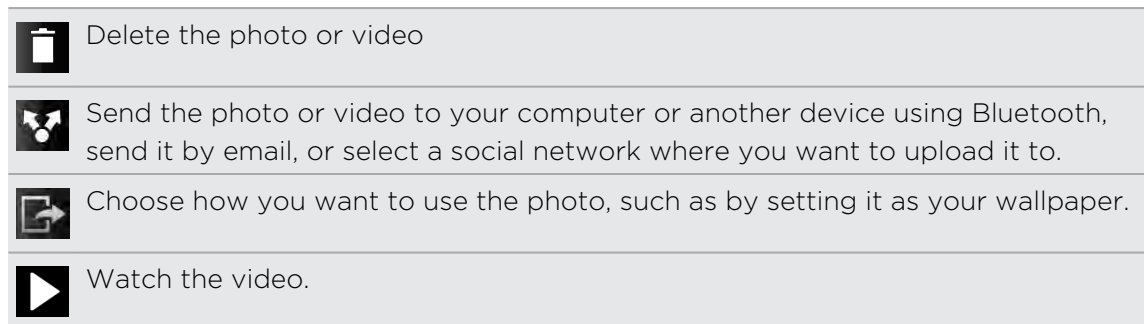 Delete the photo or video
Send the photo or video to your computer or another device using Bluetooth,
send it by email, or select a social network where you want to upload it to.
Choose how you want to use the photo, such as by setting it as your wallpaper.
Watch the video.